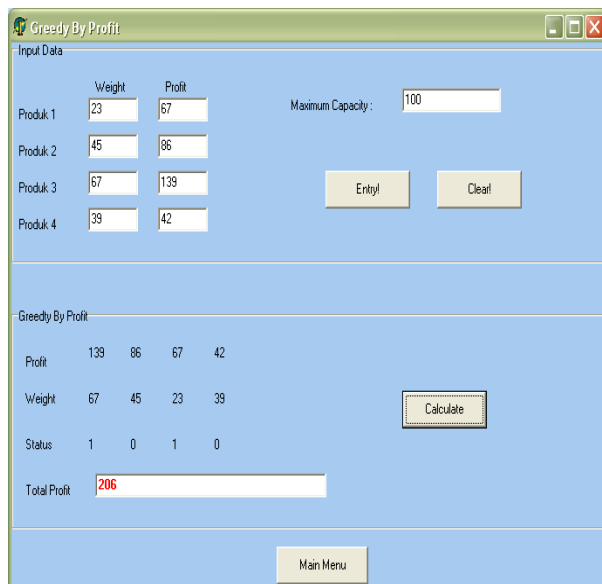 Greedy By Profit
Input Data
Weight Profit
Produk 1 23 67 Maximum Capacity : 100
Produk 2 45 86
Produk 3 67 139 Entry! Clear!
Produk 4 39 42
Greedty By Profit
Profit 139 86 67 42
Weight 67 45 23 39 Calculate
Status 1 0 1 0
Total Profit 206
Main Menu